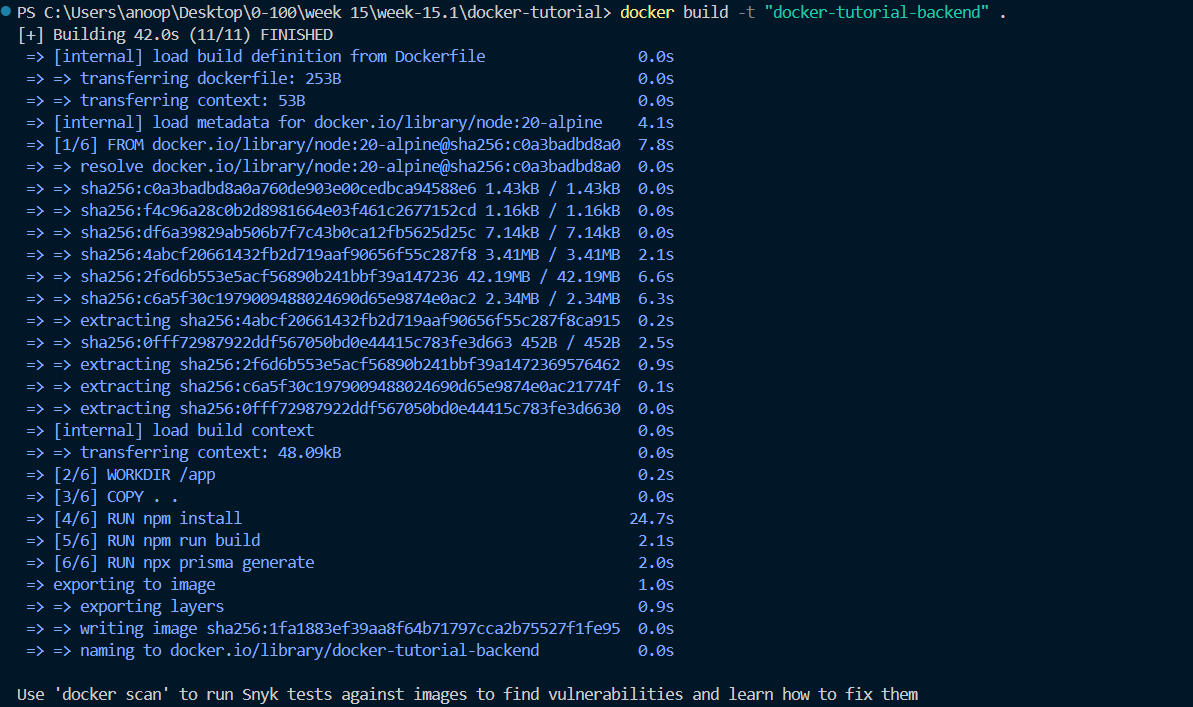 PS C:\Users\anoop\Desktop\0-100\week 15\week-15.1\docker-tutorial> docker build -t "docker-tutorial-backend" .
[+] Building 42.0s (11/11) FINISHED
=> [internal] load build definition from Dockerfile 0.0s
=> => transferring dockerfile: 253B 0.0s
=> => transferring context: 53B 0.0s
=> [internal] load metadata for docker.io/library/node:20-alpine 4.1s
=> [1/6] FROM docker.io/library/node:20-alpine@sha256:c0a3badbd8a0 7.8s
=> => resolve docker.io/library/node:20-alpine@sha256:c0a3badbd8a0 0.0s
=> => sha256:c0a3badbd8a0a760de903e00cedbca94588e6 1.43kB / 1.43kB 0.0s
=> => sha256:f4c96a28c0b2d8981664e03f461c2677152cd 1.16kB / 1.16kB 0.0s
=> => sha256:df6a39829ab506b7f7c43b0ca12fb5625d25c 7.14kB / 7.14kB 0.0s
=> => sha256:4abcf20661432fb2d719aaf90656f55c287f8 3.41MB / 3.41MB 2.1s
=> => sha256:2f6d6b553e5acf56890b241bbf39a147236 42.19MB / 42.19MB 6.6s
=> => sha256:c6a5f30c1979009488024690d65e9874e0ac2 2.34MB / 2.34MB 6.3s
=> => extracting sha256:4abcf20661432fb2d719aaf90656f55c287f8ca915 0.2s
=> => sha256:0fff72987922ddf567050bd0e44415c783fe3d663 452B / 452B 2.5s
=> => extracting sha256:2f6d6b553e5acf56890b241bbf39a1472369576462 0.9s
=> => extracting sha256:c6a5f30c1979009488024690d65e9874e0ac21774f 0.1s
=> => extracting sha256:0fff72987922ddf567050bd0e44415c783fe3d6630 0.0s
=> [internal] load build context 0.0s
=> => transferring context: 48.09kB 0.0s
=> [2/6] WORKDIR /app 0.2s
=> [3/6] COPY . . 0.0s
=> [4/6] RUN npm install 24.7s
=> [5/6] RUN npm run build 2.1s
=> [6/6] RUN npx prisma generate 2.0s
=> exporting to image 1.0s
=> => exporting layers 0.9s
=> => writing image sha256:1fa1883ef39aa8f64b71797cca2b75527f1fe95 0.0s
=> => naming to docker.io/library/docker-tutorial-backend 0.0s
Use 'docker scan' to run Snyk tests against images to find vulnerabilities and learn how to fix them